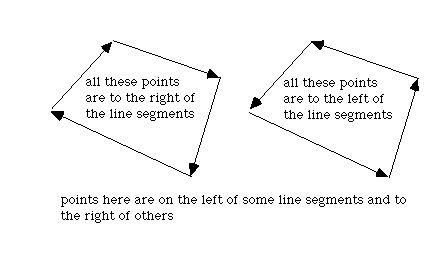 all these points
are to the right of
the line segments
all these points
are to the left of
the line segments
points here are on the left of some line segments and to
the right of others